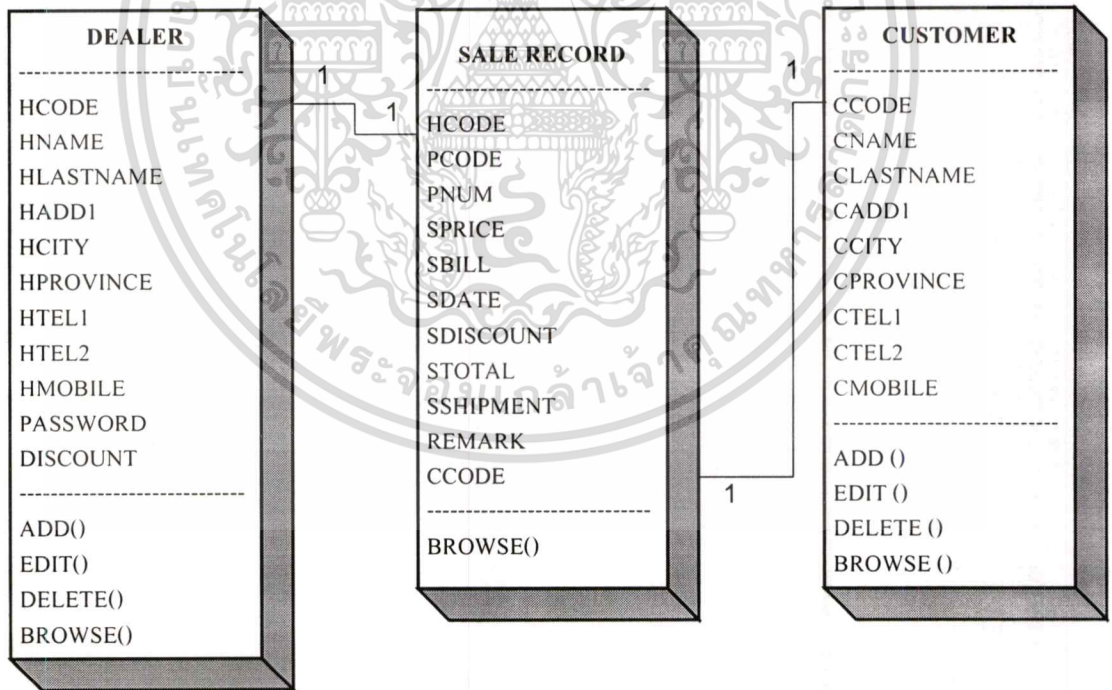 DEALER
HCODE
HNAME
HLASTNAME
HADD1
HCITY
HPROVINCE
HTEL1
HTEL2
HMOBILE
PASSWORD
DISCOUNT
ADD()
EDIT()
DELETE()
BROWSE()
1
1
SALE RECORD
HCODE
PCODE
PNUM
SPRICE
SBILL
SDATE
SDISCOUNT
STOTAL
SSHIPMENT
REMARK
CCODE
BROWSE()
1
1
CUSTOMER
CCODE
CNAME
CLASTNAME
CADD1
CCITY
CPROVINCE
CTEL1
CTEL2
CMOBILE
ADD ()
EDIT ()
DELETE ()
BROWSE ()